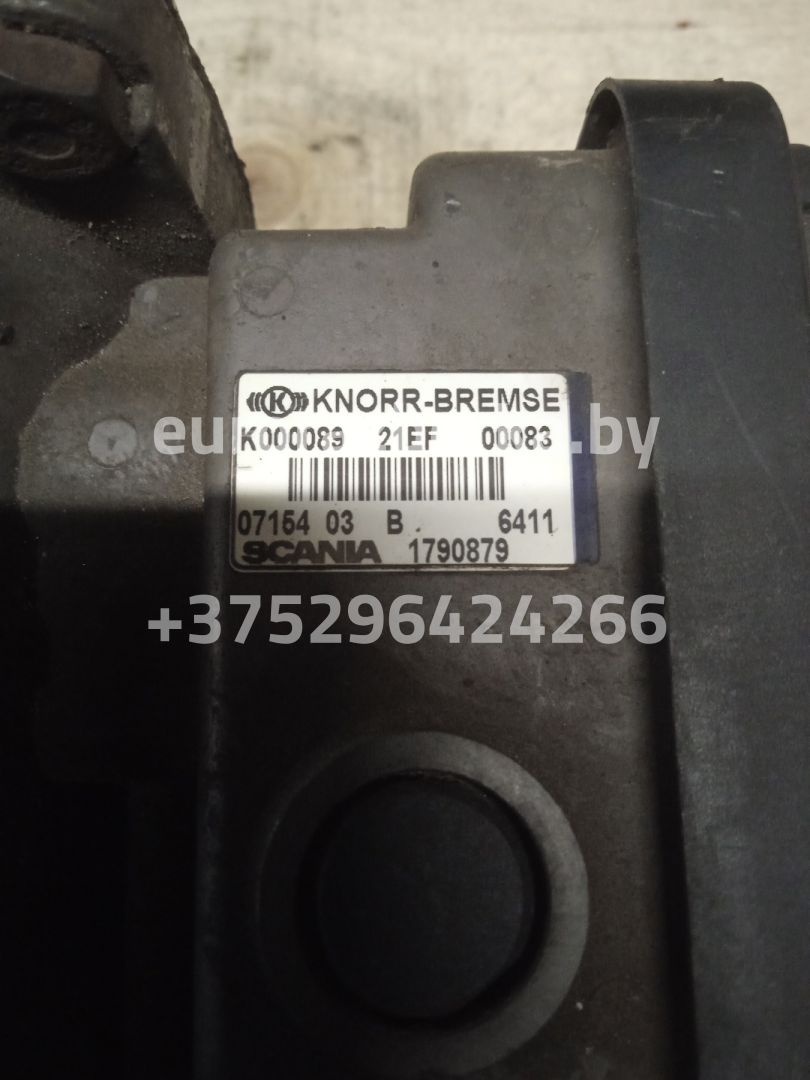 K KNORR-BREMSE
K000089 21EF 00083
07154 03 B 6411
SCANIA 1790879
+375296424266